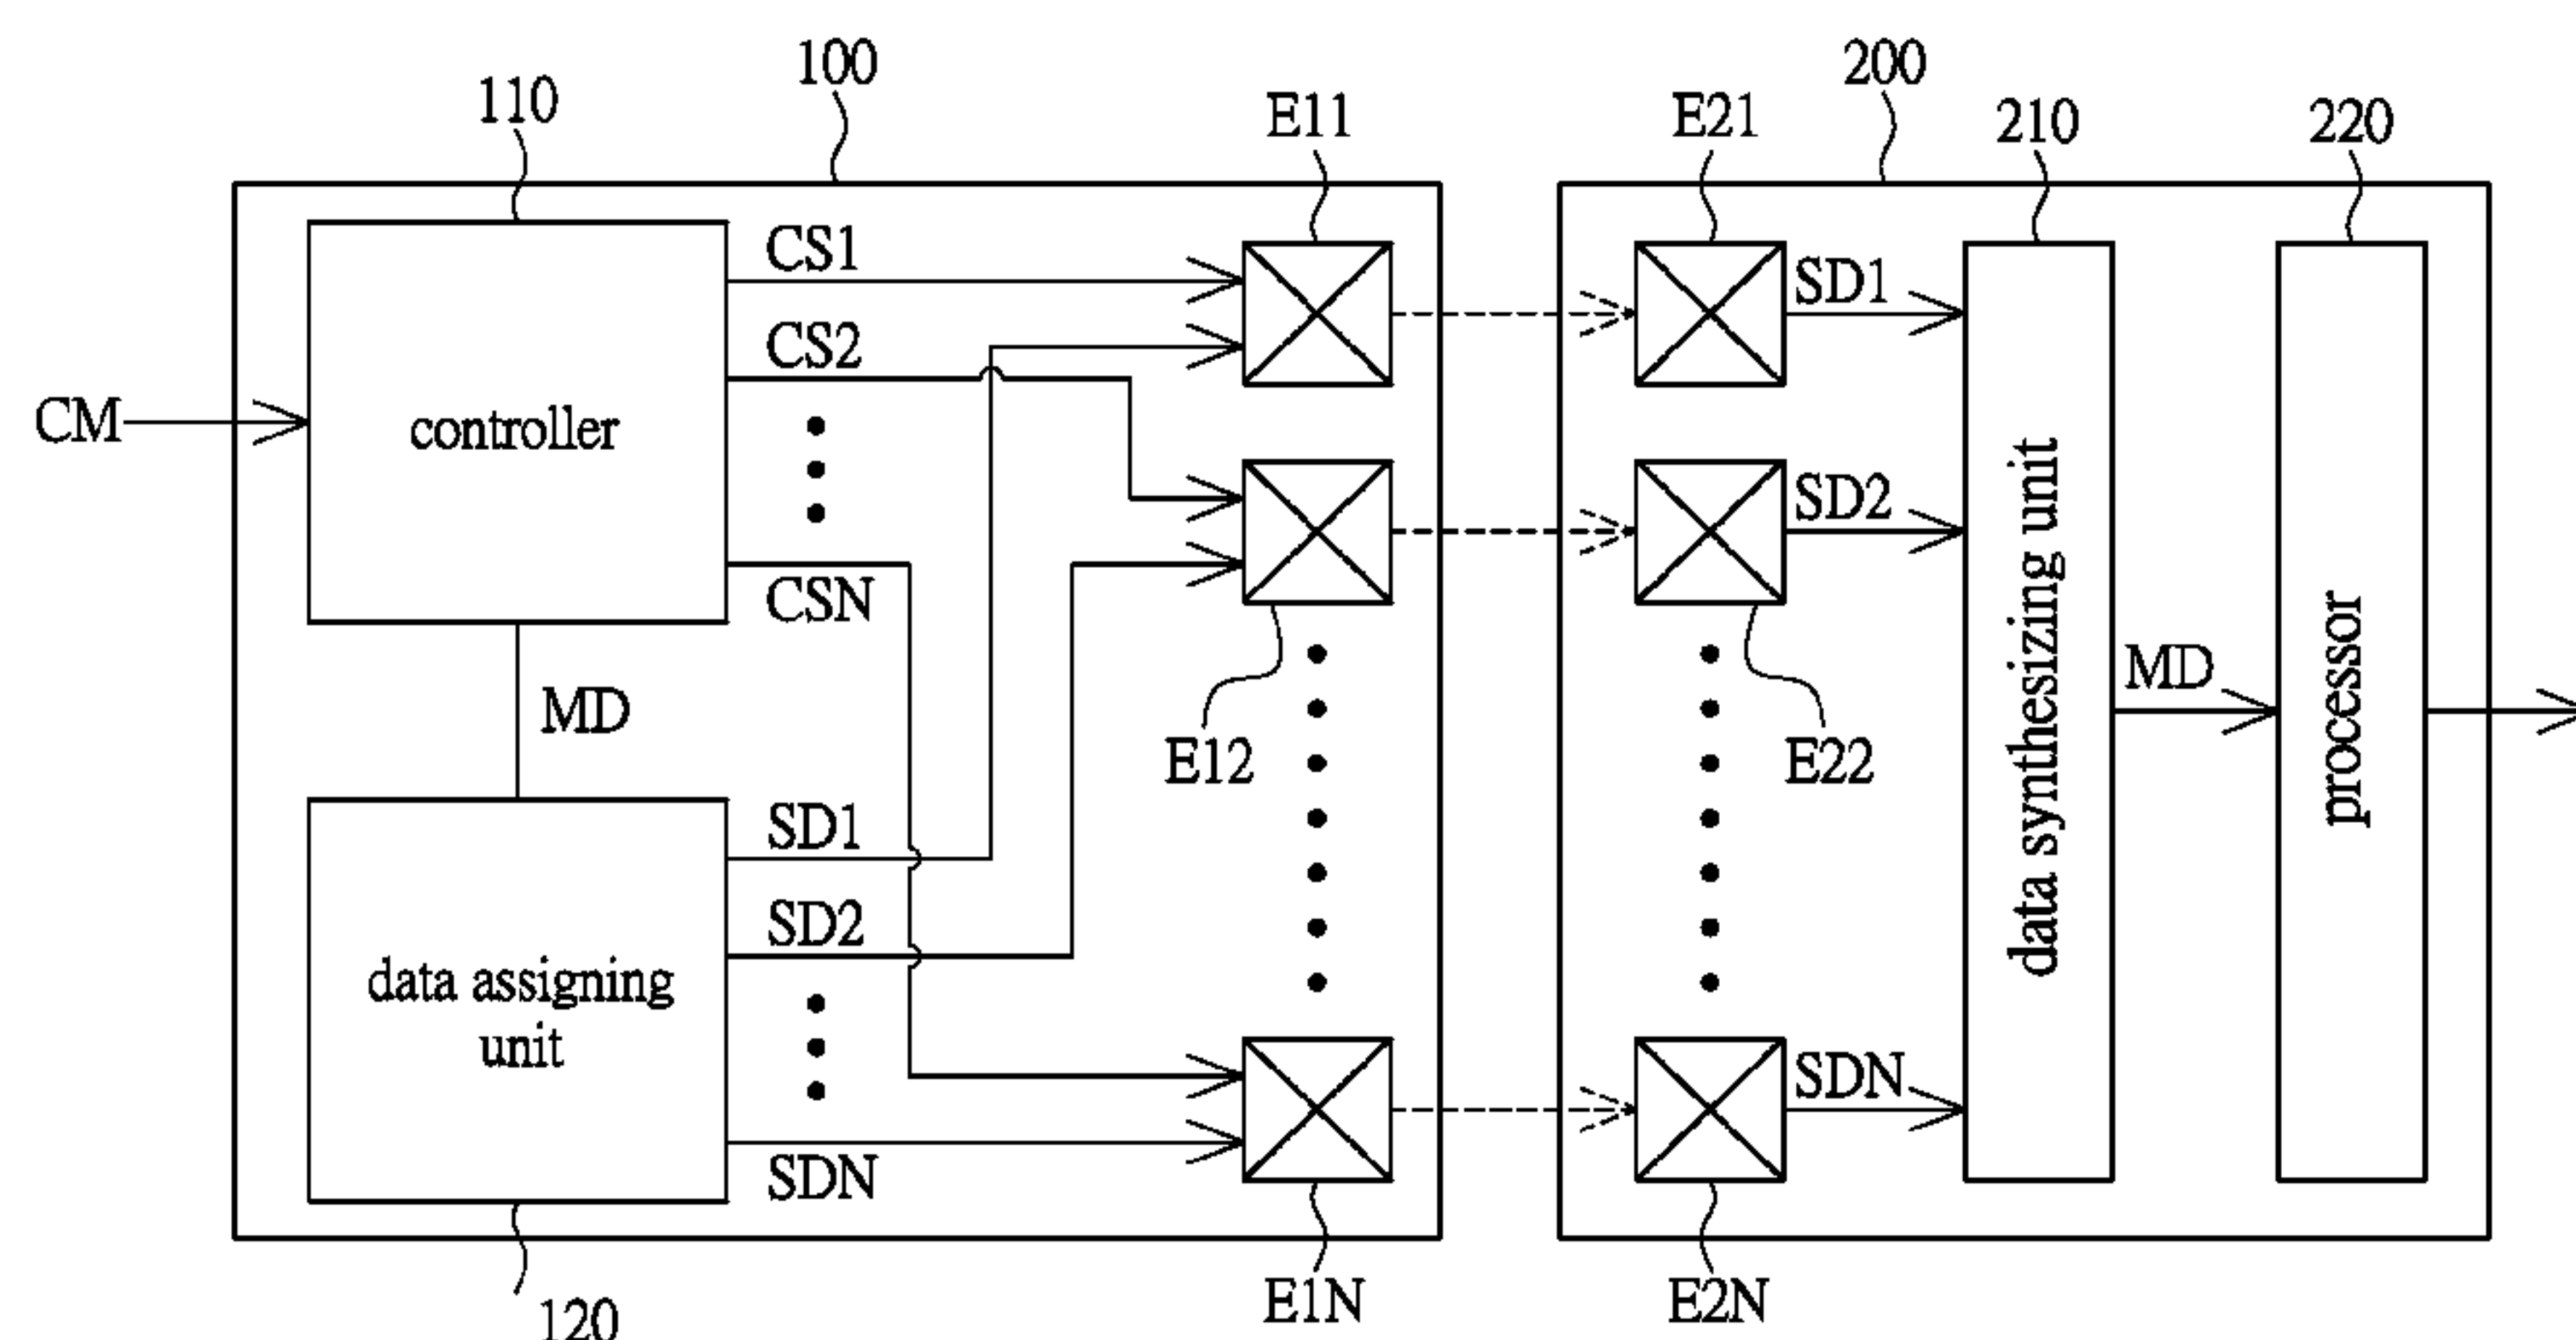 100
200
110
E11
E21
210
220
CS1
SD1
CS2
CM
controller
SD2
CSN
data synthesizing unit
processor
MD
MD
E12
E22
SD1
SD2
data assigning
unit
SDN
SDN
E1N
E2N
120